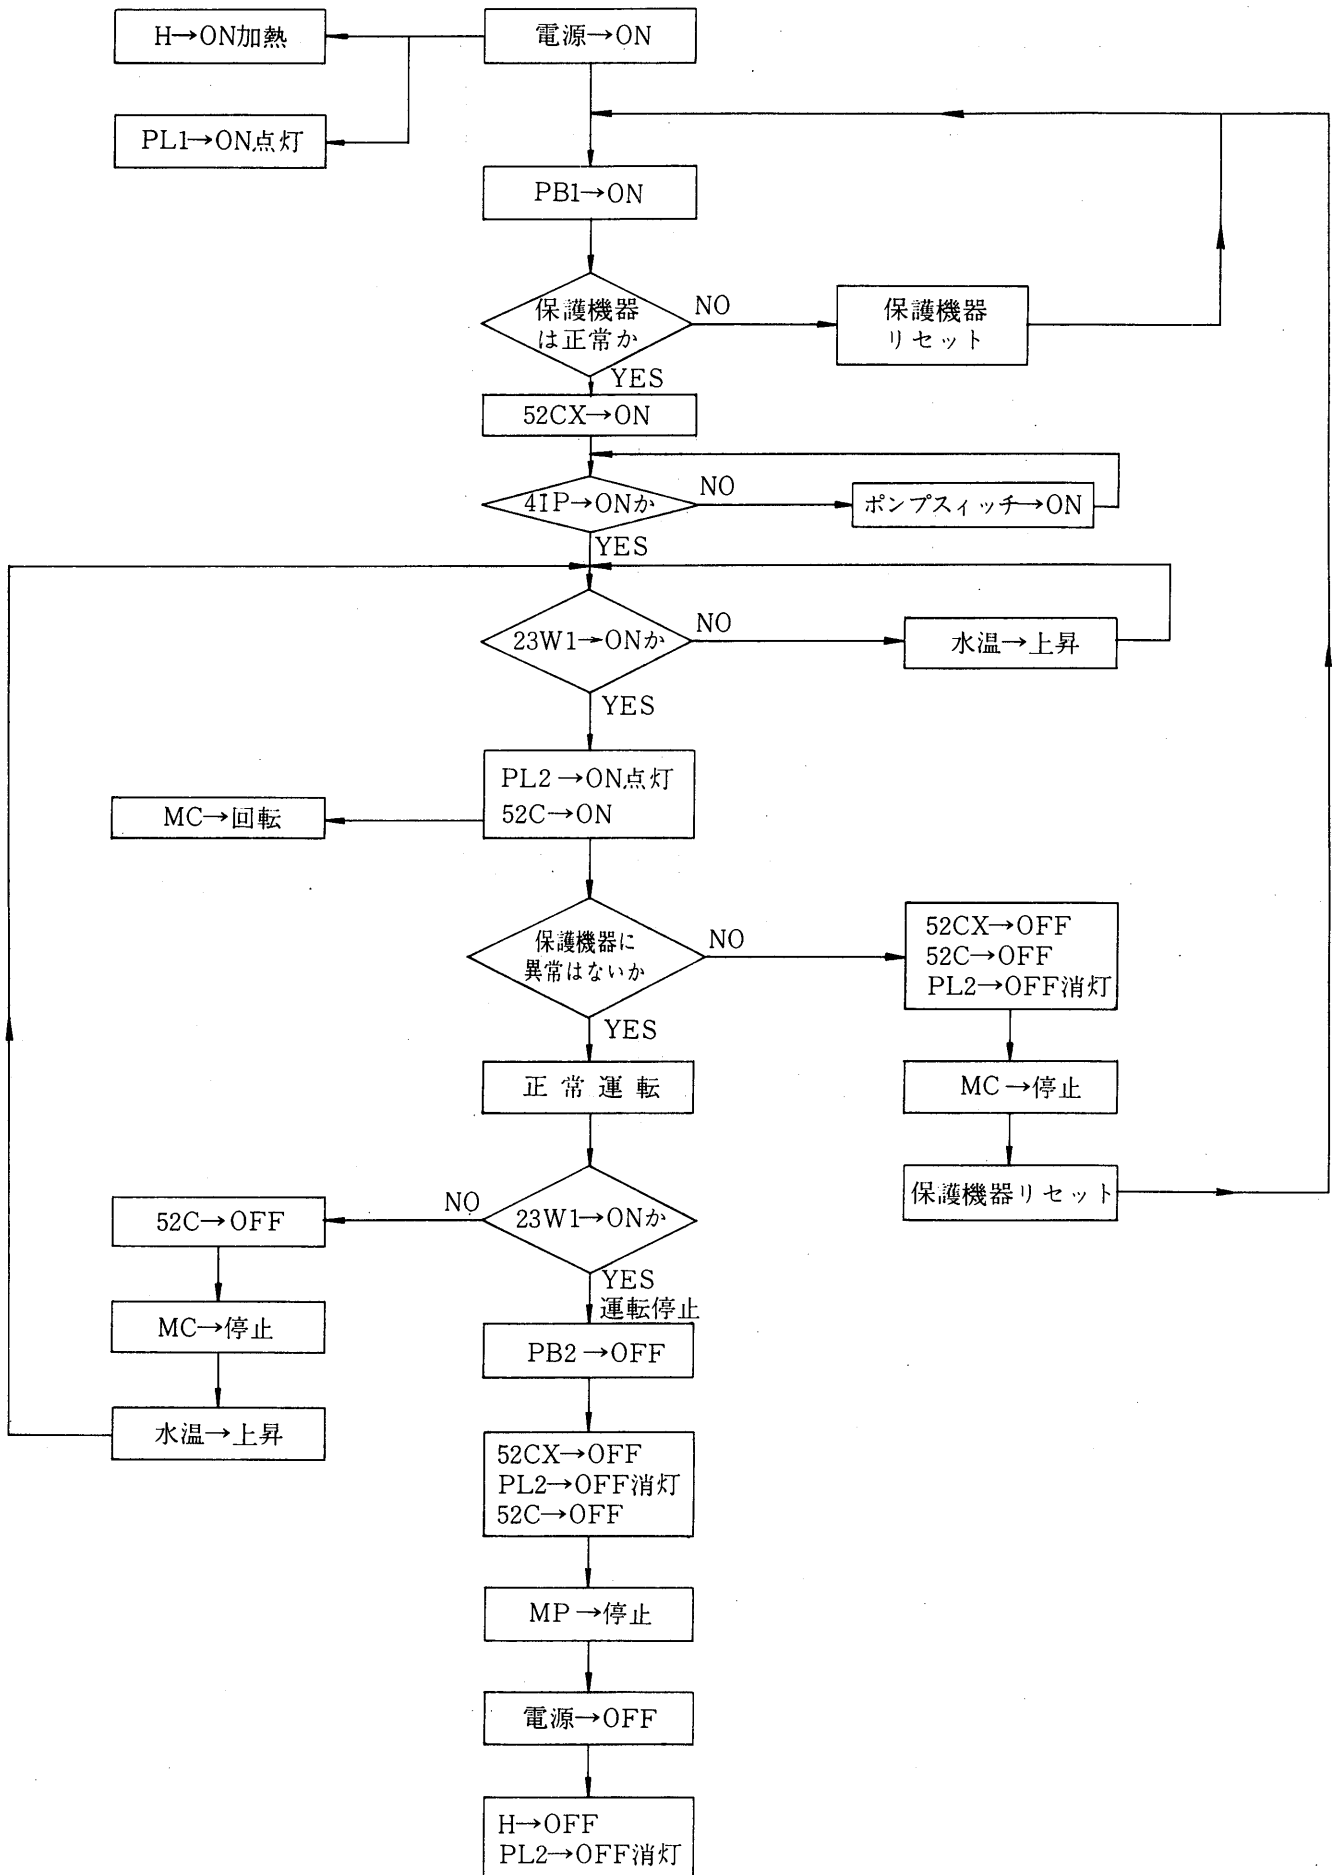 H→ON加熱
電源→ON
PL1→ON点灯
PB1→ON
保護機器
は正常か
NO
保護機器
リセット
YES
52CX→ON
4IP→ONか
NO
ポンプスィッチ→ON
YES
23W1→ONか
NO
水温→上昇
YES
PL2→ON点灯
52C→ON
MC→回転
保護機器に
異常はないか
NO
52CX→OFF
52C→OFF
PL2→OFF消灯
YES
正常運転
MC→停止
保護機器リセット
23W1→ONか
NO
52C→OFF
YES
運転停止
MC→停止
PB2→OFF
水温→上昇
52CX→OFF
PL2→OFF消灯
52C→OFF
MP→停止
電源→OFF
H→OFF
PL2→OFF消灯